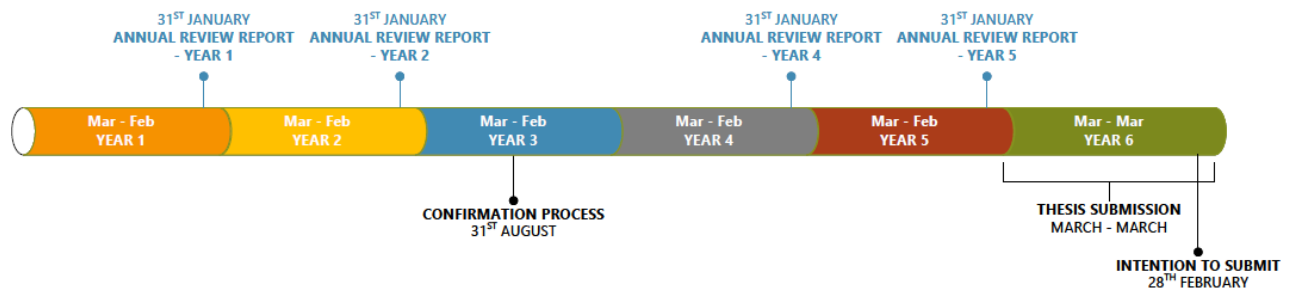 31ST JANUARY
ANNUAL REVIEW REPORT
- YEAR 1
31ST JANUARY
ANNUAL REVIEW REPORT
- YEAR 2
31ST JANUARY
ANNUAL REVIEW REPORT
- YEAR 4
31ST JANUARY
ANNUAL REVIEW REPORT
- YEAR 5
Mar - Feb
YEAR 1
Mar - Feb
YEAR 2
Mar - Feb
YEAR 3
Mar - Feb
YEAR 4
Mar - Feb
YEAR 5
Mar - Mar
YEAR 6
CONFIRMATION PROCESS
31ST AUGUST
THESIS SUBMISSION
MARCH - MARCH
INTENTION TO SUBMIT
28TH FEBRUARY